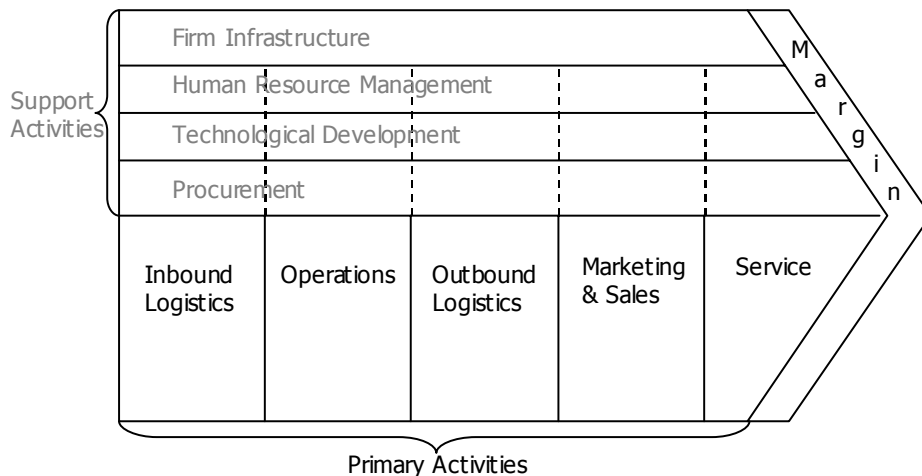 Firm Infrastructure
Human Resource Management
Support
Activities
Technological Development
Procurement
Margin
Inbound
Logistics
Operations
Outbound
Logistics
Marketing
& Sales
Service
Primary Activities